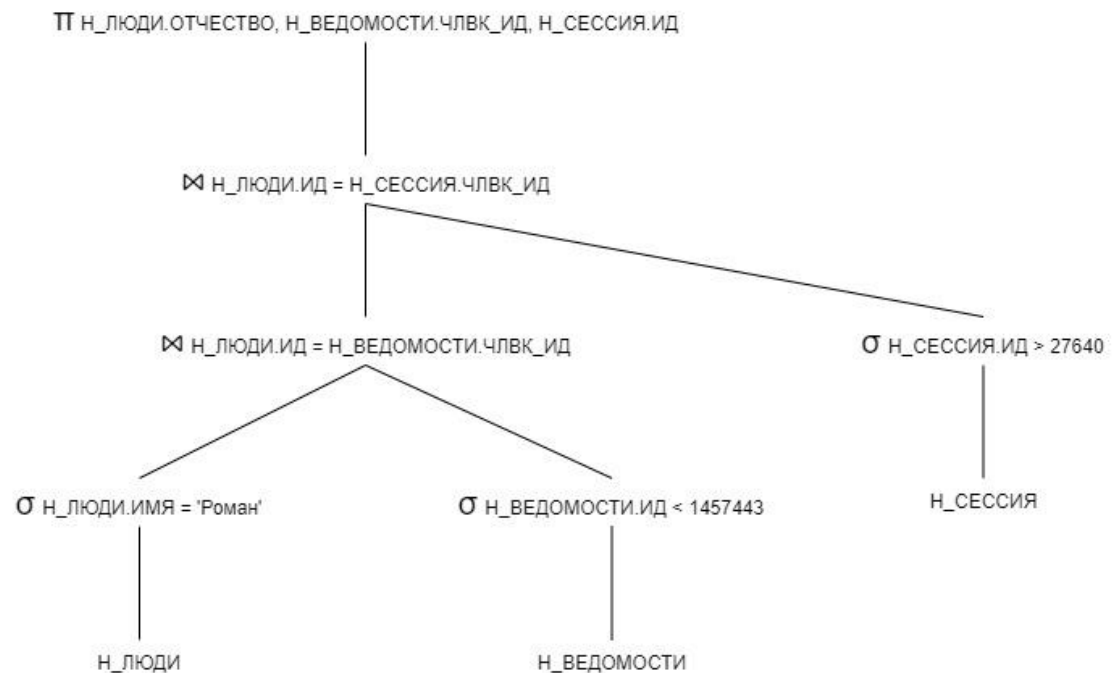 π Н_ЛЮДИ.ОТЧЕСТВО, Н_ВЕДОМОСТИ.ЧЛВК_ИД, Н_СЕССИЯ.ИД
⋈ Н_ЛЮДИ.ИД = Н_СЕССИЯ.ЧЛВК_ИД
⋈ Н_ЛЮДИ.ИД = Н_ВЕДОМОСТИ.ЧЛВК_ИД
σ Н_СЕССИЯ.ИД > 27640
σ Н_ЛЮДИ.ИМЯ = 'Роман'
σ Н_ВЕДОМОСТИ.ИД < 1457443
Н_СЕССИЯ
Н_ЛЮДИ
Н_ВЕДОМОСТИ